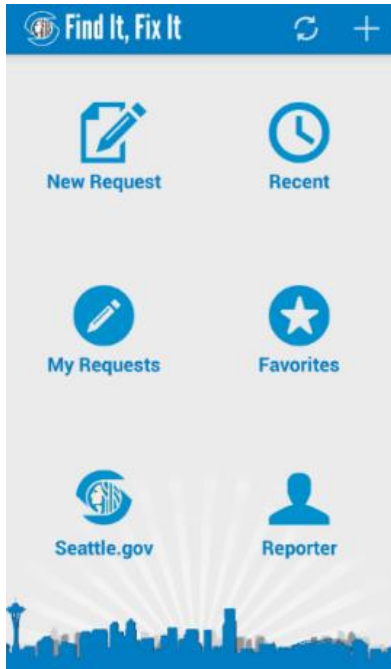 Find It, Fix It
New Request
Recent
My Requests
Favorites
Seattle.gov
Reporter